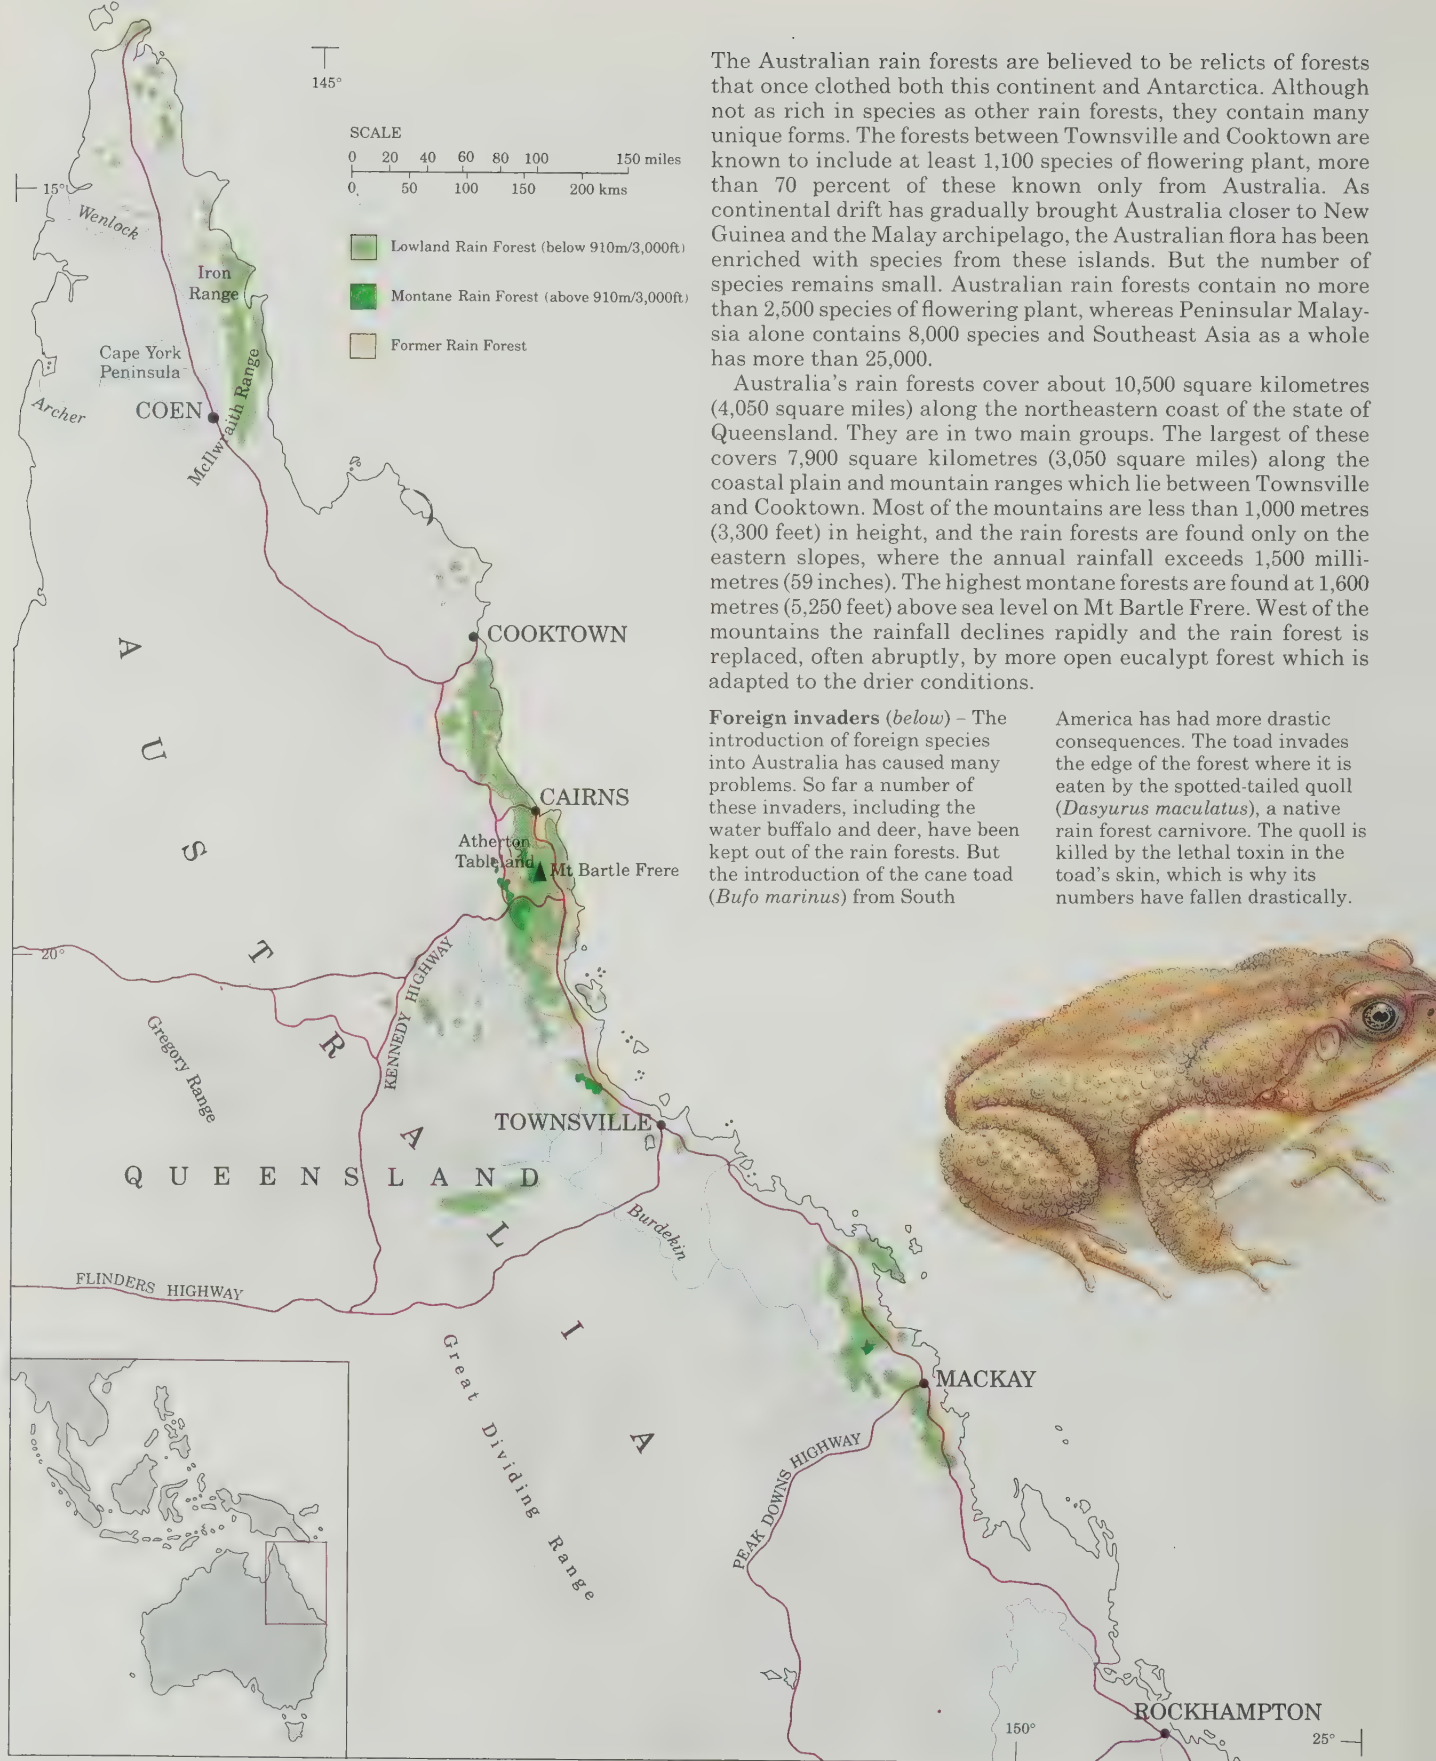 145°
SCALE
0 20 40 60 80 100 150 miles
0 50 100 150 200 kms
Lowland Rain Forest (below 910m/3,000ft)
Montane Rain Forest (above 910m/3,000ft)
Former Rain Forest
15°
Wenlock
Iron
Range
Cape York
Peninsula
Archer
COEN
McIlwraith Range
COOKTOWN
CAIRNS
Atherton
Tableland
Mt Bartle Frere
20°
KENNEDY HIGHWAY
Gregory Range
TOWNSVILLE
AUSTRALIA
QUEENSLAND
Burdekin
FLINDERS HIGHWAY
Great Dividing Range
MACKAY
PEAK DOWNS HIGHWAY
ROCKHAMPTON
150°
25°
The Australian rain forests are believed to be relicts of forests
that once clothed both this continent and Antarctica. Although
not as rich in species as other rain forests, they contain many
unique forms. The forests between Townsville and Cooktown are
known to include at least 1,100 species of flowering plant, more
than 70 percent of these known only from Australia. As
continental drift has gradually brought Australia closer to New
Guinea and the Malay archipelago, the Australian flora has been
enriched with species from these islands. But the number of
species remains small. Australian rain forests contain no more
than 2,500 species of flowering plant, whereas Peninsular Malay-
sia alone contains 8,000 species and Southeast Asia as a whole
has more than 25,000.
Australia's rain forests cover about 10,500 square kilometres
(4,050 square miles) along the northeastern coast of the state of
Queensland. They are in two main groups. The largest of these
covers 7,900 square kilometres (3,050 square miles) along the
coastal plain and mountain ranges which lie between Townsville
and Cooktown. Most of the mountains are less than 1,000 metres
(3,300 feet) in height, and the rain forests are found only on the
eastern slopes, where the annual rainfall exceeds 1,500 milli-
metres (59 inches). The highest montane forests are found at 1,600
metres (5,250 feet) above sea level on Mt Bartle Frere. West of the
mountains the rainfall declines rapidly and the rain forest is
replaced, often abruptly, by more open eucalypt forest which is
adapted to the drier conditions.
Foreign invaders (below) – The
introduction of foreign species
into Australia has caused many
problems. So far a number of
these invaders, including the
water buffalo and deer, have been
kept out of the rain forests. But
the introduction of the cane toad
(Bufo marinus) from South
America has had more drastic
consequences. The toad invades
the edge of the forest where it is
eaten by the spotted-tailed quoll
(Dasyurus maculatus), a native
rain forest carnivore. The quoll is
killed by the lethal toxin in the
toad's skin, which is why its
numbers have fallen drastically.